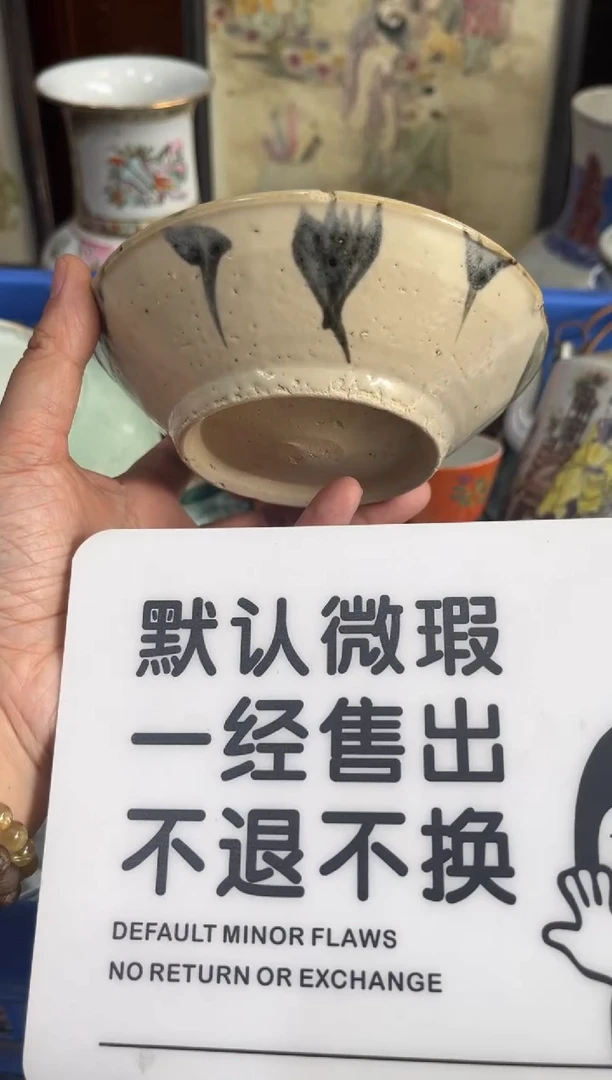 默认微瑕
一经售出
不退不换
DEFAULT MINOR FLAWS
NO RETURN OR EXCHANGE